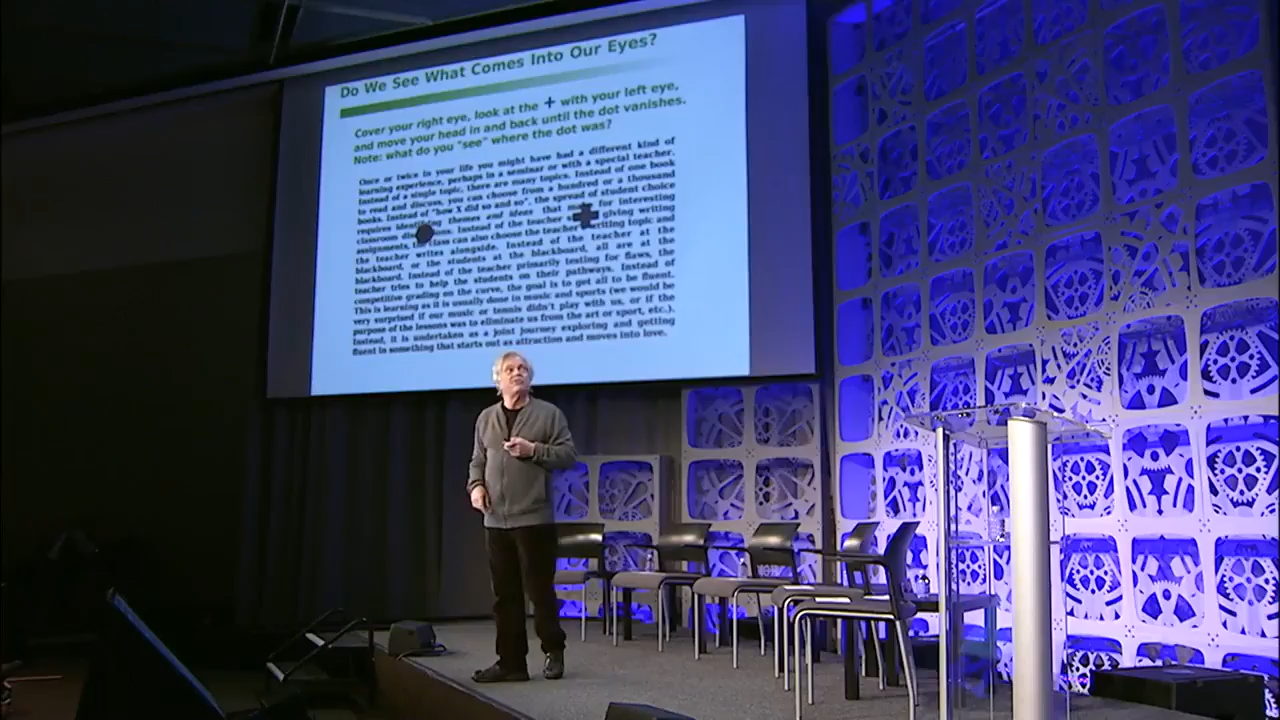 Do We See What Comes Into Our Eyes?
Cover your right eye, look at the + with your left eye,
and move your head in and back until the dot vanishes.
Note: what do you "see" where the dot was?
Once or twice in your life you might have had a different kind of
learning experience, perhaps in a seminar or with a special teacher.
Instead of a single topic, there are many topics. Instead of one book
to read and discuss, you can choose from a hundred or a thousand
books. Instead of "how X did so and so", the spread of student choice
requires identifying themes and ideas that make for interesting
classroom Instead of the teacher giving writing
assignments, class can also choose the teacher writing topic and
the teacher writes alongside. Instead of the teacher at the
blackboard, or the students at the blackboard, all are at the
blackboard. Instead of the teacher primarily testing for flaws, the
teacher tries to help the students on their pathways. Instead of
competitive grading on the curve, the goal is to get all to be fluent.
This is learning as it is usually done in music and sports (we would be
very surprised if our music or tennis didn't play with us, or if the
purpose of the lessons was to eliminate us from the art or sport, etc.).
Instead, it is undertaken as a joint journey exploring and getting
fluent in something that starts out as attraction and moves into love.